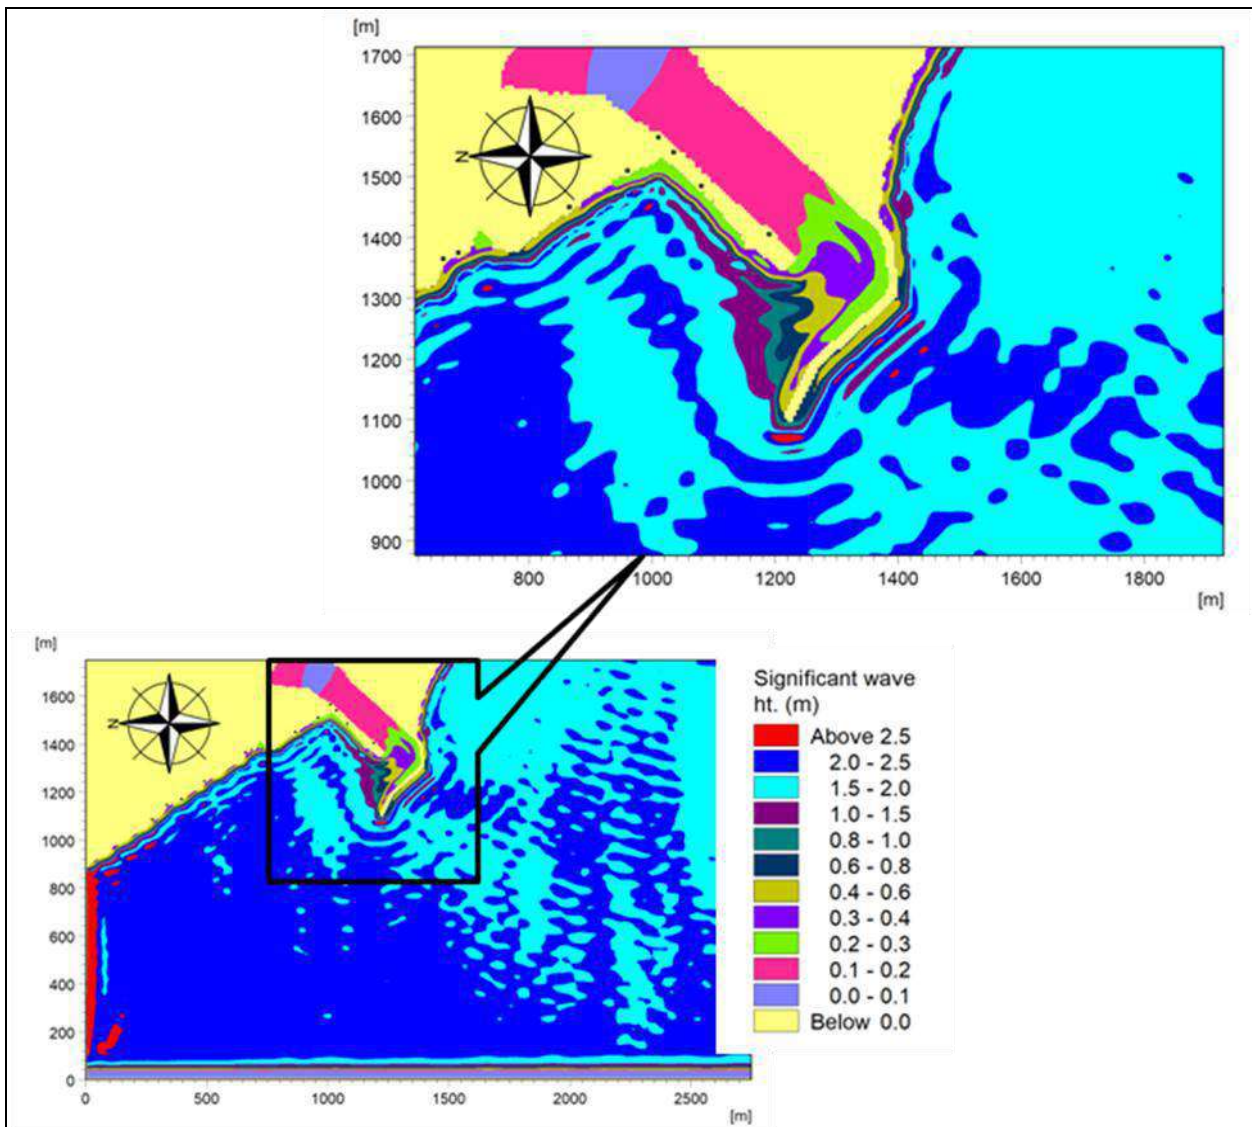 [m]
1700
1600
1500
1400
1300
1200
1100
1000
900
N
800 1000 1200 1400 1600 1800
[m]
[m]
1600
1400
1200
1000
800
600
400
200
0
N
0 500 1000 1500 2000 2500
[m]
Significant wave
ht. (m)
Above 2.5
2.0 - 2.5
1.5 - 2.0
1.0 - 1.5
0.8 - 1.0
0.6 - 0.8
0.4 - 0.6
0.3 - 0.4
0.2 - 0.3
0.1 - 0.2
0.0 - 0.1
Below 0.0